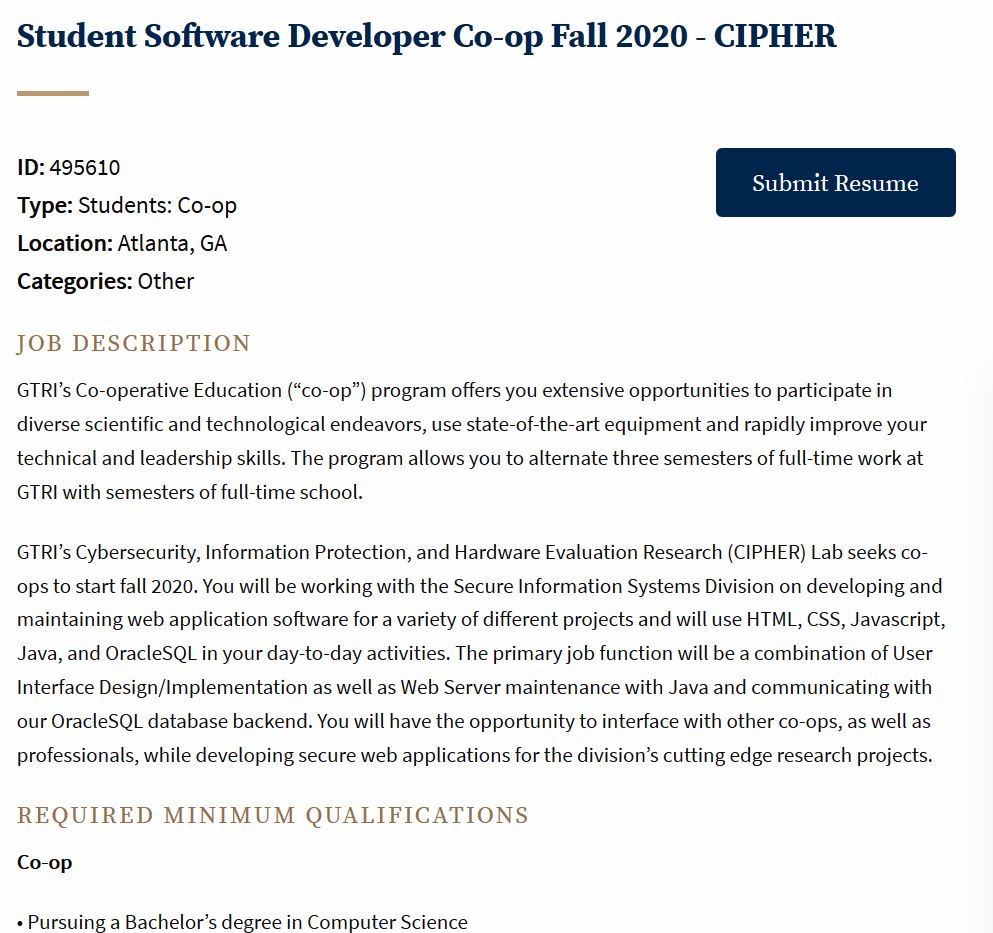 Student Software Developer Co-op Fall 2020 - CIPHER
ID: 495610
Submit Resume
Type: Students: Co-op
Location: Atlanta, GA
Categories: Other
JOB DESCRIPTION
GTRI’s Co-operative Education (“co-op”) program offers you extensive opportunities to participate in
diverse scientific and technological endeavors, use state-of-the-art equipment and rapidly improve your
technical and leadership skills. The program allows you to alternate three semesters of full-time work at
GTRI with semesters of full-time school.
GTRI’s Cybersecurity, Information Protection, and Hardware Evaluation Research (CIPHER) Lab seeks co-
ops to start fall 2020. You will be working with the Secure Information Systems Division on developing and
maintaining web application software for a variety of different projects and will use HTML, CSS, Javascript,
Java, and OracleSQL in your day-to-day activities. The primary job function will be a combination of User
Interface Design/Implementation as well as Web Server maintenance with Java and communicating with
our OracleSQL database backend. You will have the opportunity to interface with other co-ops, as well as
professionals, while developing secure web applications for the division’s cutting edge research projects.
REQUIRED MINIMUM QUALIFICATIONS
Co-op
• Pursuing a Bachelor’s degree in Computer Science